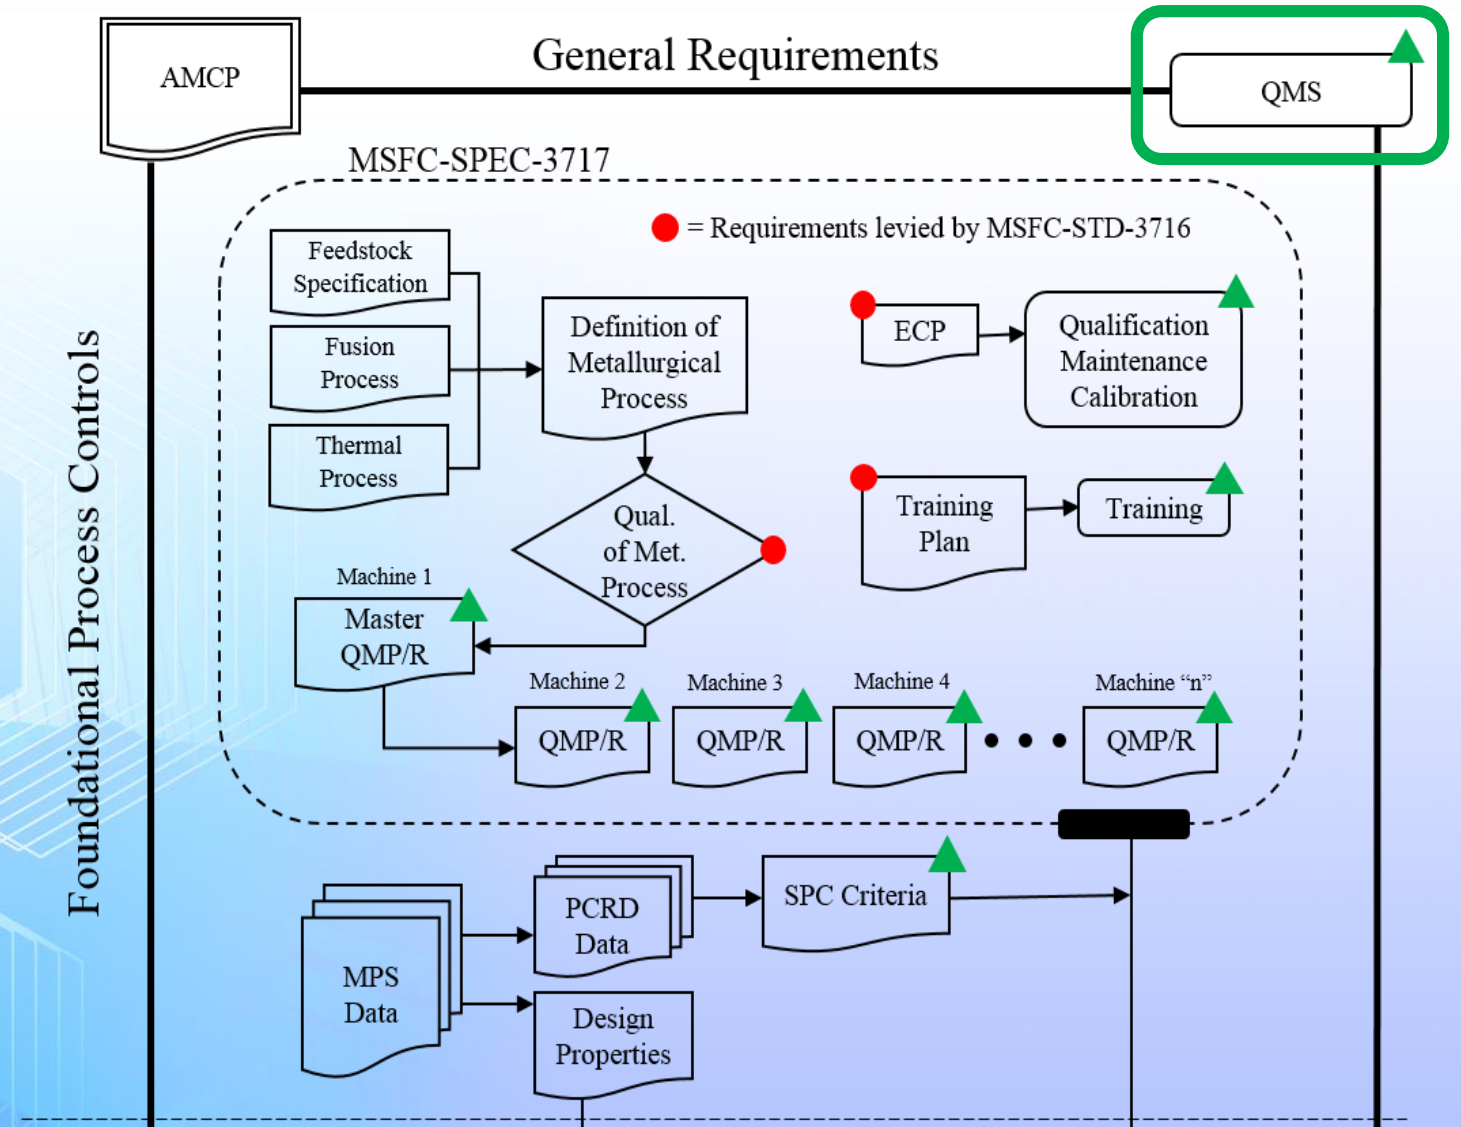 General Requirements
AMCP
QMS
MSFC-SPEC-3717
= Requirements levied by MSFC-STD-3716
Foundational Process Controls
Feedstock
Specification
Fusion
Process
Thermal
Process
Definition of
Metallurgical
Process
ECP
Qualification
Maintenance
Calibration
Qual.
of Met.
Process
Training
Plan
Training
Machine 1
Master
QMP/R
Machine 2
QMP/R
Machine 3
QMP/R
Machine 4
QMP/R
Machine “n”
QMP/R
MPS
Data
PCRD
Data
SPC Criteria
Design
Properties